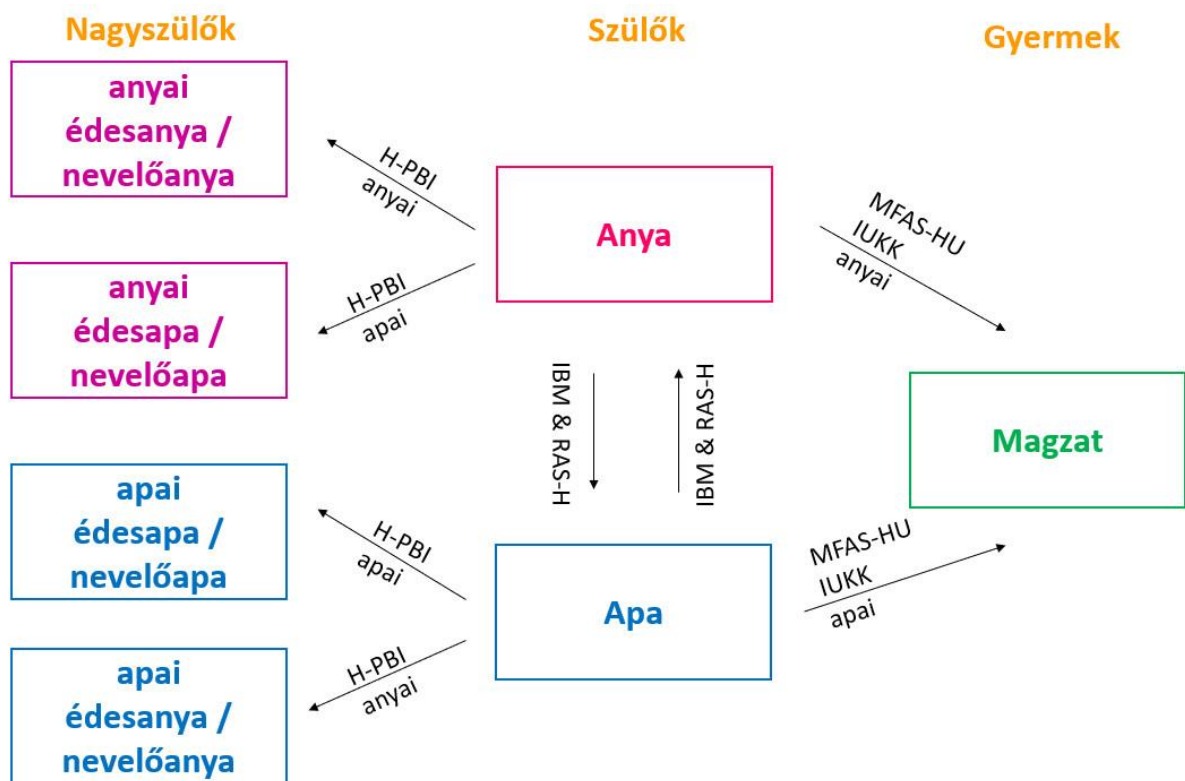 Nagyszülők
Szülők
Gyermek
anyai
édesanya /
nevelőanya
H-PBI
anyai
Anya
MFAS-HU
IUKK
anyai
anyai
édesapa /
nevelőapa
H-PBI
apai
IBM & RAS-H
IBM & RAS-H
Magzat
apai
édesapa /
nevelőapa
H-PBI
apai
Apa
MFAS-HU
IUKK
apai
apai
édesanya /
nevelőanya
H-PBI
anyai